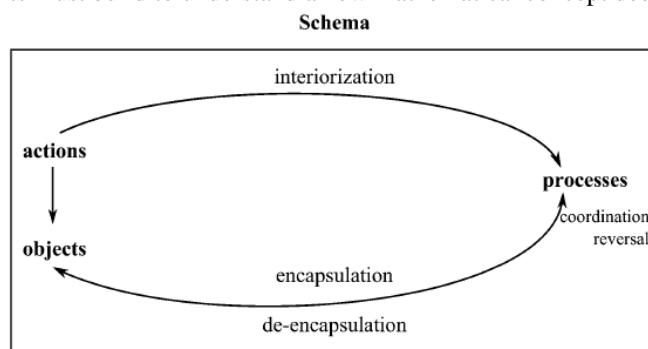 Schema
interiorization
actions
processes
coordination
reversal
objects
encapsulation
de-encapsulation